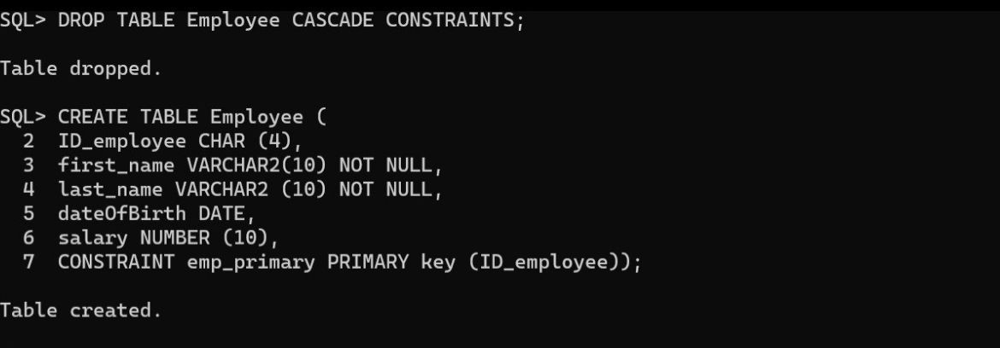 SQL> DROP TABLE Employee CASCADE CONSTRAINTS;
Table dropped.
SQL> CREATE TABLE Employee (
2 ID_employee CHAR (4),
3 first_name VARCHAR2(10) NOT NULL,
4 last_name VARCHAR2 (10) NOT NULL,
5 dateOfBirth DATE,
6 salary NUMBER (10),
7 CONSTRAINT emp_primary PRIMARY key (ID_employee));
Table created.